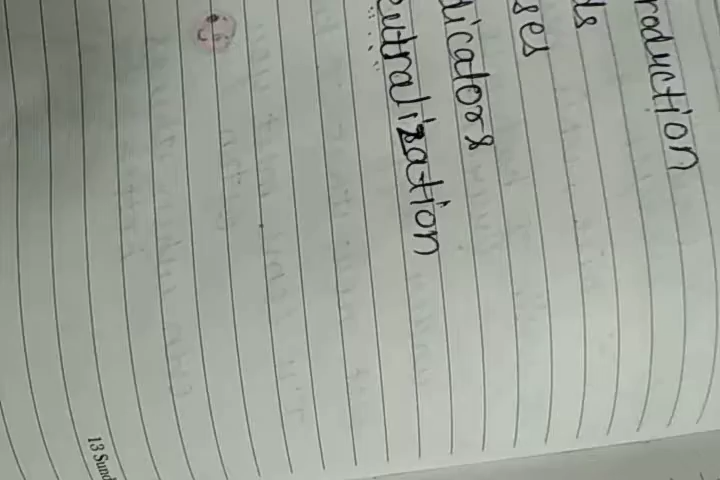 roduction
ds
ses
dicators
eutralization
13 Sund